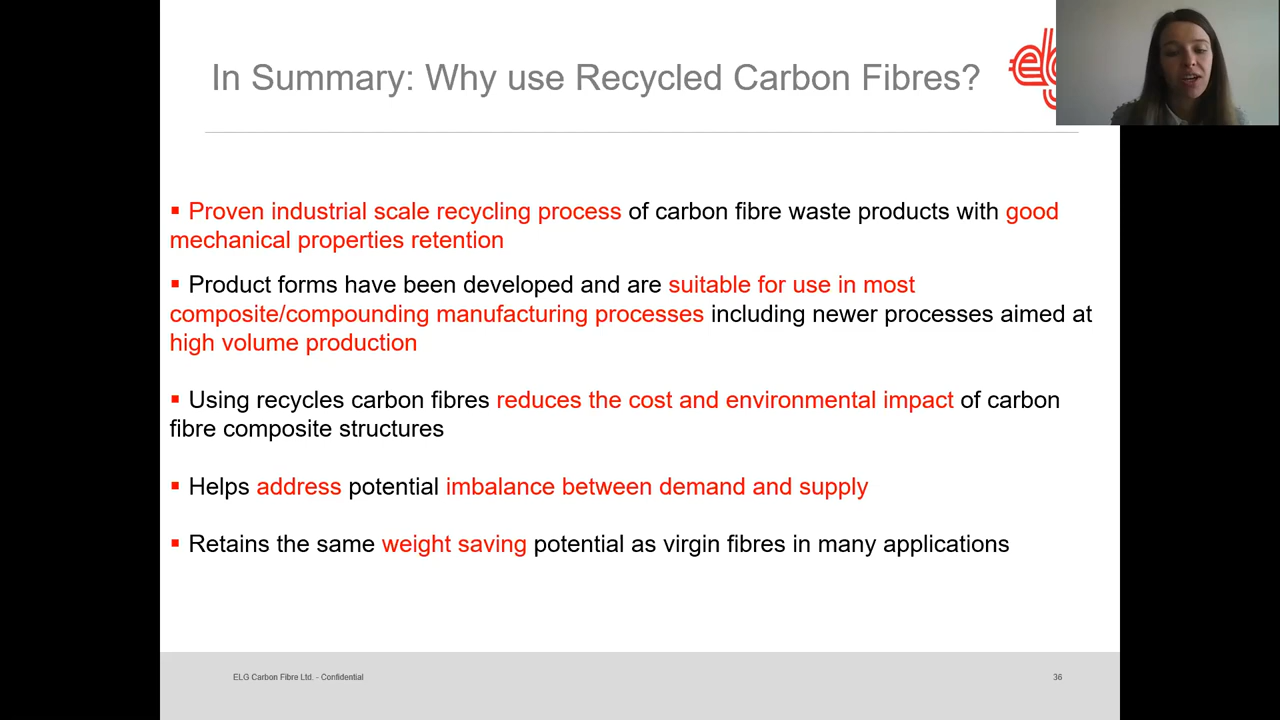 In Summary: Why use Recycled Carbon Fibres?
elg
▪ Proven industrial scale recycling process of carbon fibre waste products with good
mechanical properties retention
▪ Product forms have been developed and are suitable for use in most
composite/compounding manufacturing processes including newer processes aimed at
high volume production
▪ Using recycles carbon fibres reduces the cost and environmental impact of carbon
fibre composite structures
▪ Helps address potential imbalance between demand and supply
▪ Retains the same weight saving potential as virgin fibres in many applications
ELG Carbon Fibre Ltd. - Confidential
36